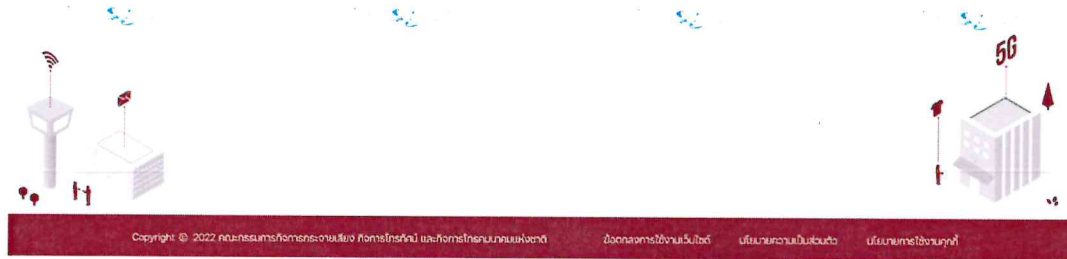 5G
Copyright © 2022 คณะกรรมการกิจการกระจายเสียง กิจการโทรทัศน์ และกิจการโทรคมนาคมแห่งชาติ ข้อตกลงการใช้งานเว็บไซต์ นโยบายความเป็นส่วนตัว นโยบายการใช้งานคุกกี้